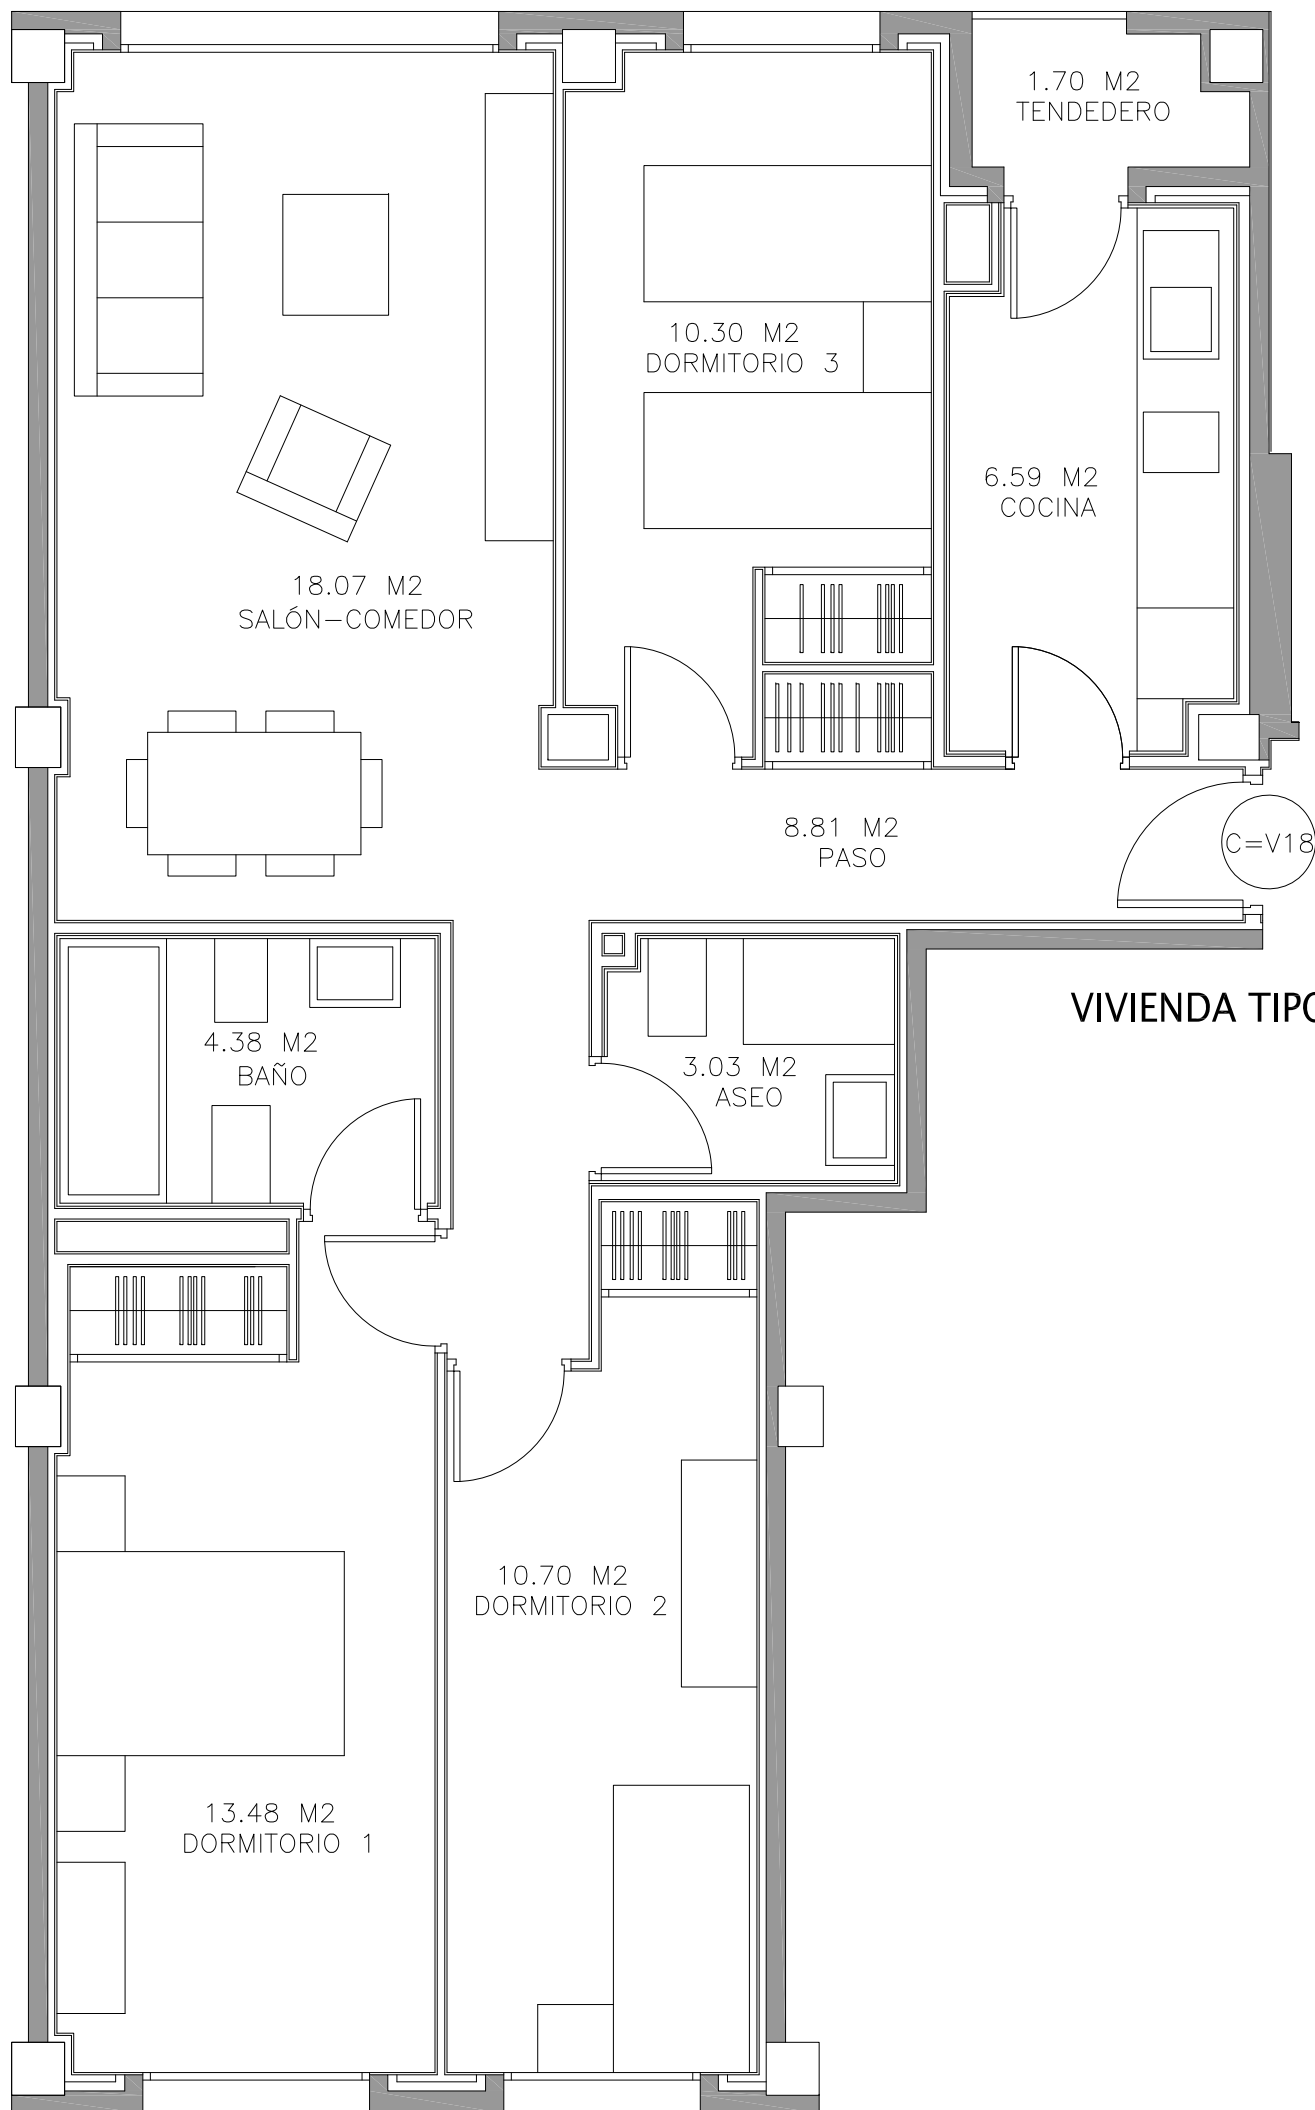 1.70 M2
TENDEDERO
10.30 M2
DORMITORIO 3
6.59 M2
COCINA
18.07 M2
SALÓN-COMEDOR
8.81 M2
PASO
C=V18
VIVIENDA TIPO
4.38 M2
BAÑO
3.03 M2
ASEO
10.70 M2
DORMITORIO 2
13.48 M2
DORMITORIO 1